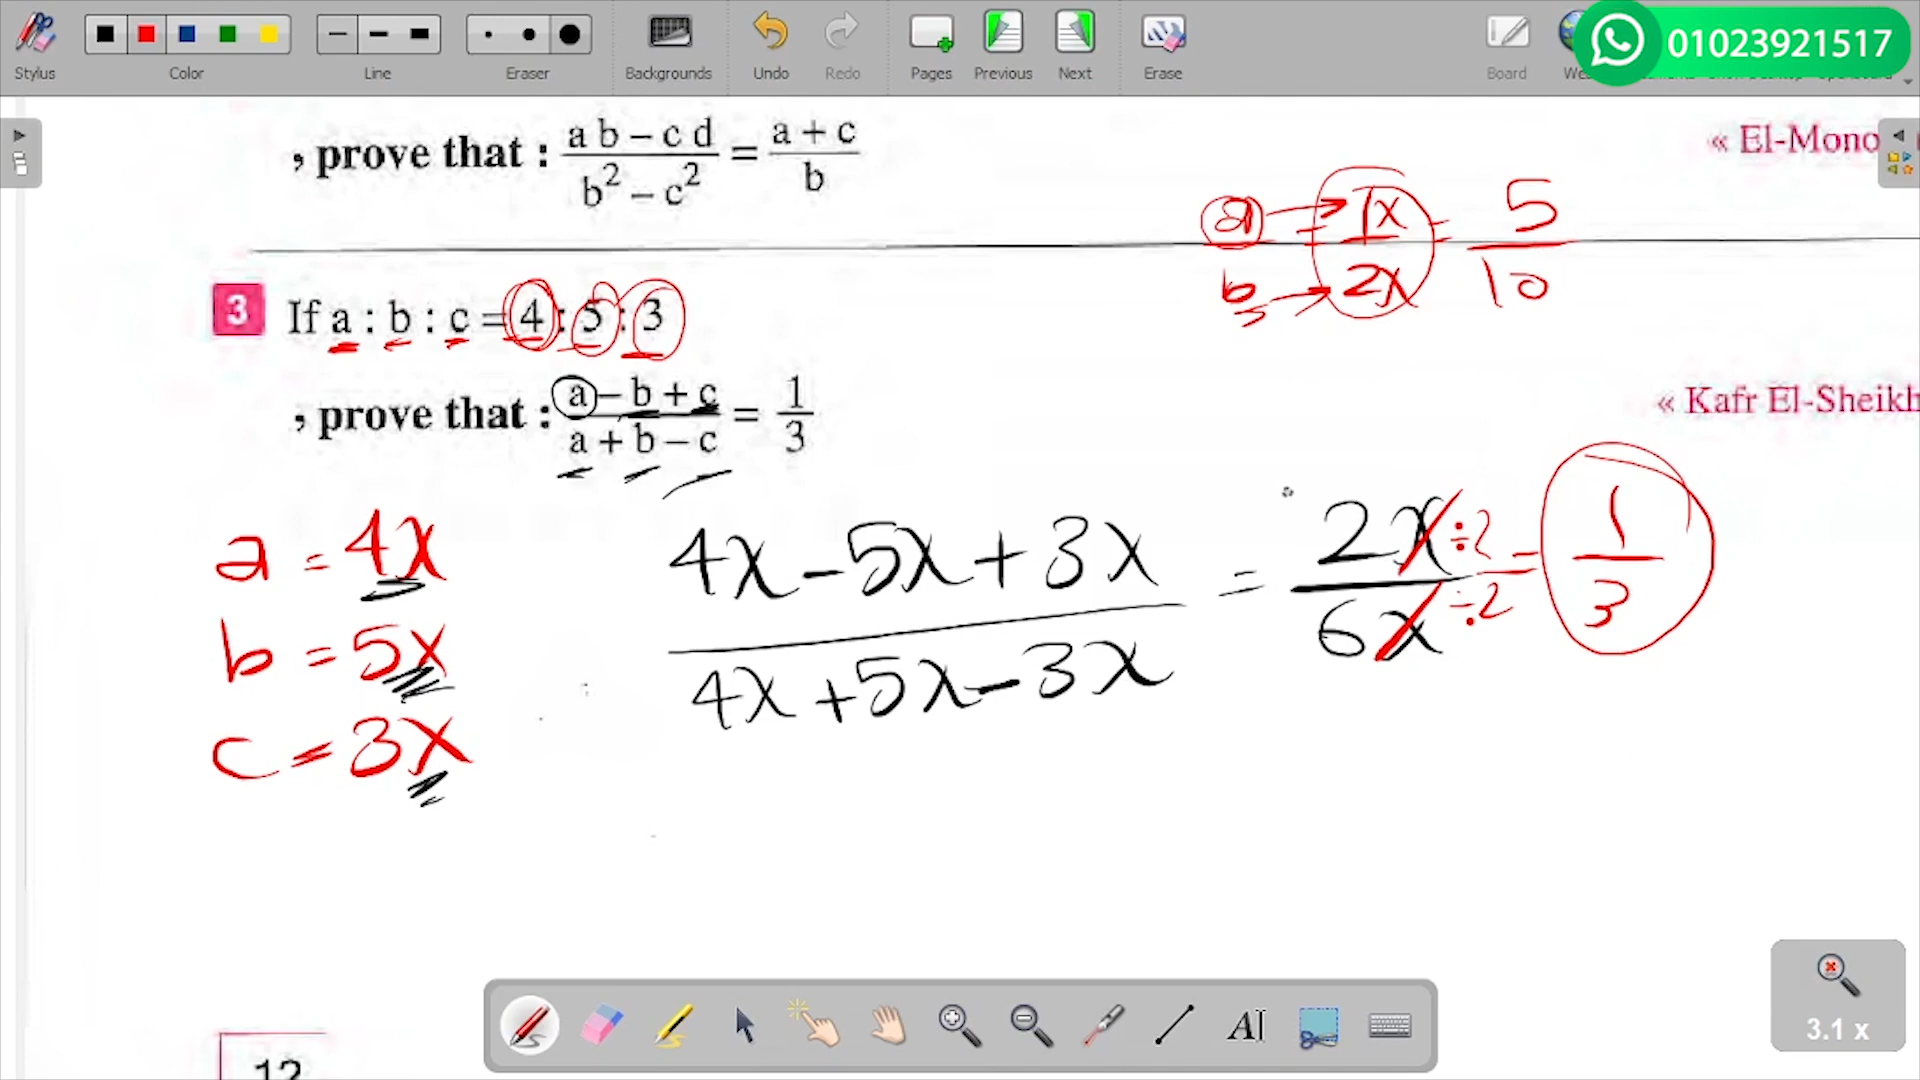 Stylus
Color
Line
Eraser
Backgrounds
Undo
Redo
Pages
Previous
Next
Erase
Board
01023921517
, prove that : (a b – c d)/(b² – c²) = (a + c)/b
« El-Mono
a/b = 1x/2x = 5/10
3 If a : b : c = 4 : 5 : 3
, prove that : (a – b + c)/(a + b – c) = 1/3
« Kafr El-Sheikh
a = 4x
b = 5x
c = 3x
(4x – 5x + 3x)/(4x + 5x – 3x) = 2x ÷2/6x ÷2 = 1/3
12
3.1 x